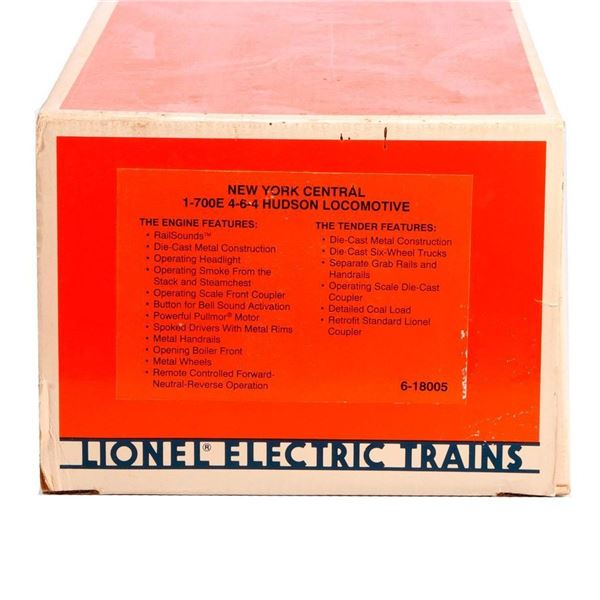 NEW YORK CENTRAL
1-700E 4-6-4 HUDSON LOCOMOTIVE
THE ENGINE FEATURES:
• RailSounds™
• Die-Cast Metal Construction
• Operating Headlight
• Operating Smoke From the
Stack and Steamchest
• Operating Scale Front Coupler
• Button for Bell Sound Activation
• Powerful Pullmor® Motor
• Spoked Drivers With Metal Rims
• Metal Handrails
• Opening Boiler Front
• Metal Wheels
• Remote Controlled Forward-
Neutral-Reverse Operation
THE TENDER FEATURES:
• Die-Cast Metal Construction
• Die-Cast Six-Wheel Trucks
• Separate Grab Rails and
Handrails
• Operating Scale Die-Cast
Coupler
• Detailed Coal Load
• Retrofit Standard Lionel
Coupler
6-18005
LIONEL® ELECTRIC TRAINS